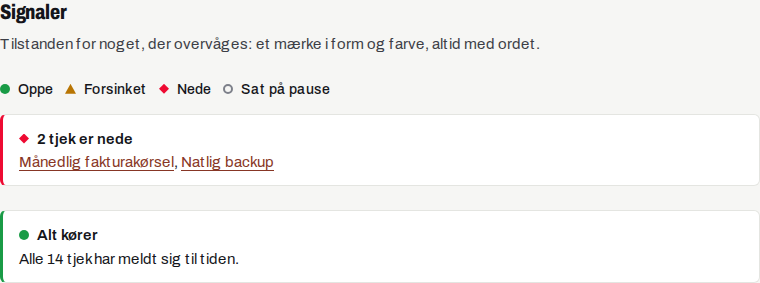 Signaler
Tilstanden for noget, der overvåges: et mærke i form og farve, altid med ordet.
Oppe Forsinket Nede Sat på pause
2 tjek er nede
Månedlig fakturakørsel, Natlig backup
Alt kører
Alle 14 tjek har meldt sig til tiden.